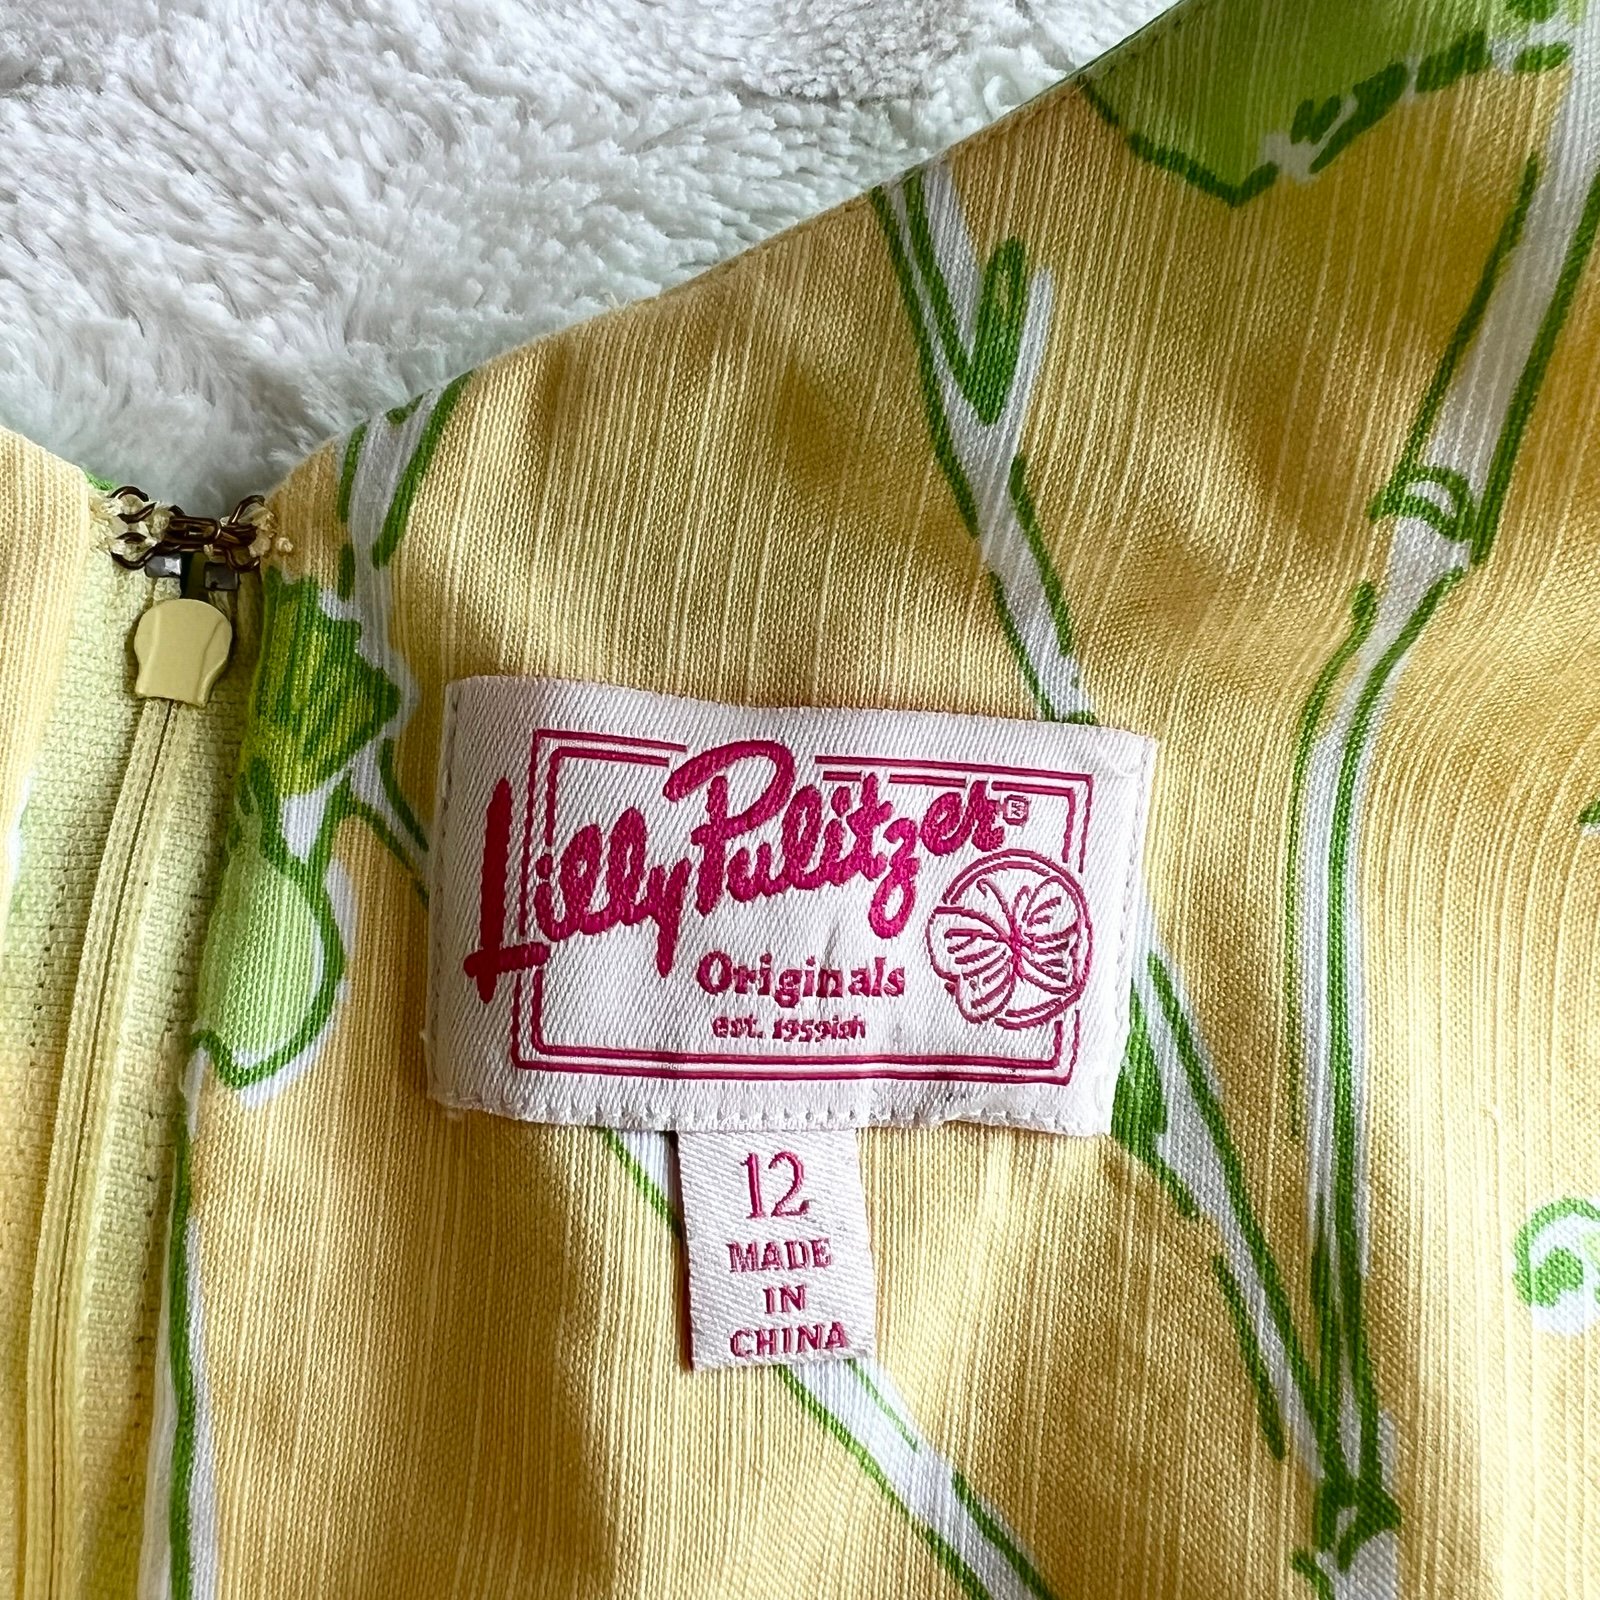 Lilly Pulitzer®
Originals
est. 1959ish
12
MADE
IN
CHINA